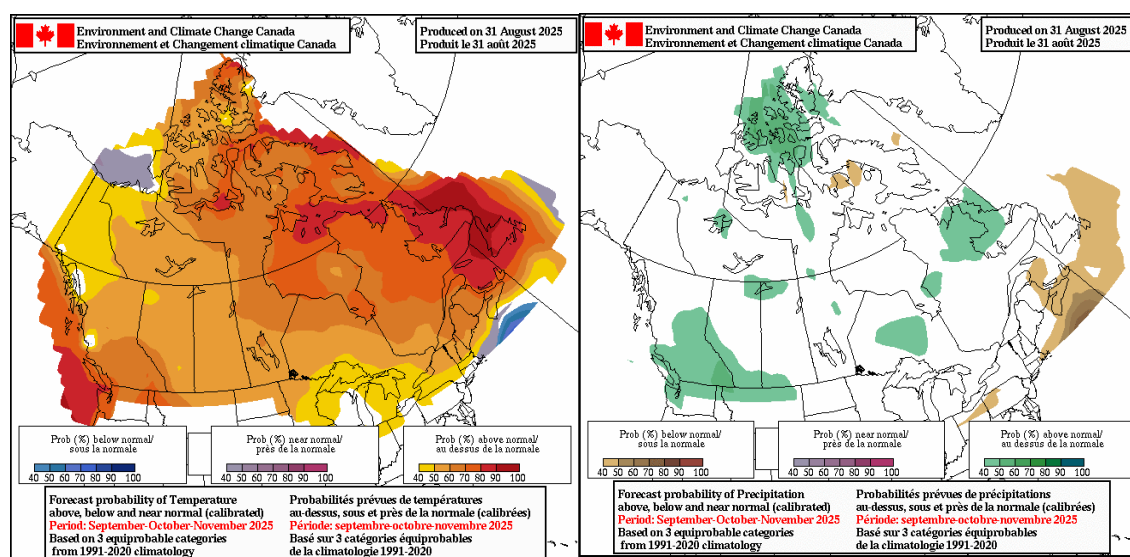 Environment and Climate Change Canada
Environnement et Changement climatique Canada
Produced on 31 August 2025
Produit le 31 août 2025
Prob (%) below normal/
sous la normale
40 50 60 70 80 90 100
Prob (%) near normal/
près de la normale
40 50 60 70 80 90 100
Prob (%) above normal/
au dessus de la normale
40 50 60 70 80 90 100
Forecast probability of Temperature
above, below and near normal (calibrated)
Period: September-October-November 2025
Based on 3 equiprobable categories
from 1991-2020 climatology
Probabilités prévues de températures
au-dessus, sous et près de la normale (calibrées)
Période: septembre-octobre-novembre 2025
Basé sur 3 catégories équiprobables
de la climatologie 1991-2020
Environment and Climate Change Canada
Environnement et Changement climatique Canada
Produced on 31 August 2025
Produit le 31 août 2025
Prob (%) below normal/
sous la normale
40 50 60 70 80 90 100
Prob (%) near normal/
près de la normale
40 50 60 70 80 90 100
Prob (%) above normal/
au dessus de la normale
40 50 60 70 80 90 100
Forecast probability of Precipitation
above, below and near normal (calibrated)
Period: September-October-November 2025
Based on 3 equiprobable categories
from 1991-2020 climatology
Probabilités prévues de précipitations
au-dessus, sous et près de la normale (calibrées)
Période: septembre-octobre-novembre 2025
Basé sur 3 catégories équiprobables
de la climatologie 1991-2020